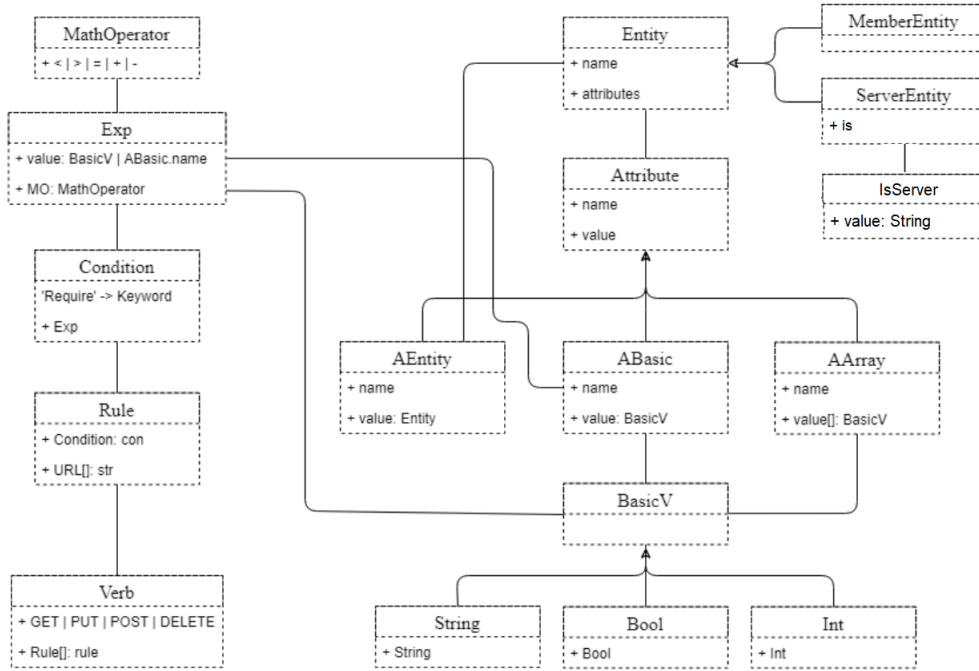 MathOperator
+ < | > | = | + | -
Exp
+ value: BasicV | ABasic.name
+ MO: MathOperator
Condition
'Require' -> Keyword
+ Exp
Rule
+ Condition: con
+ URL[]: str
Verb
+ GET | PUT | POST | DELETE
+ Rule[]: rule
Entity
+ name
+ attributes
MemberEntity
ServerEntity
+ is
IsServer
+ value: String
Attribute
+ name
+ value
AEntity
+ name
+ value: Entity
ABasic
+ name
+ value: BasicV
AArray
+ name
+ value[]: BasicV
BasicV
String
+ String
Bool
+ Bool
Int
+ Int